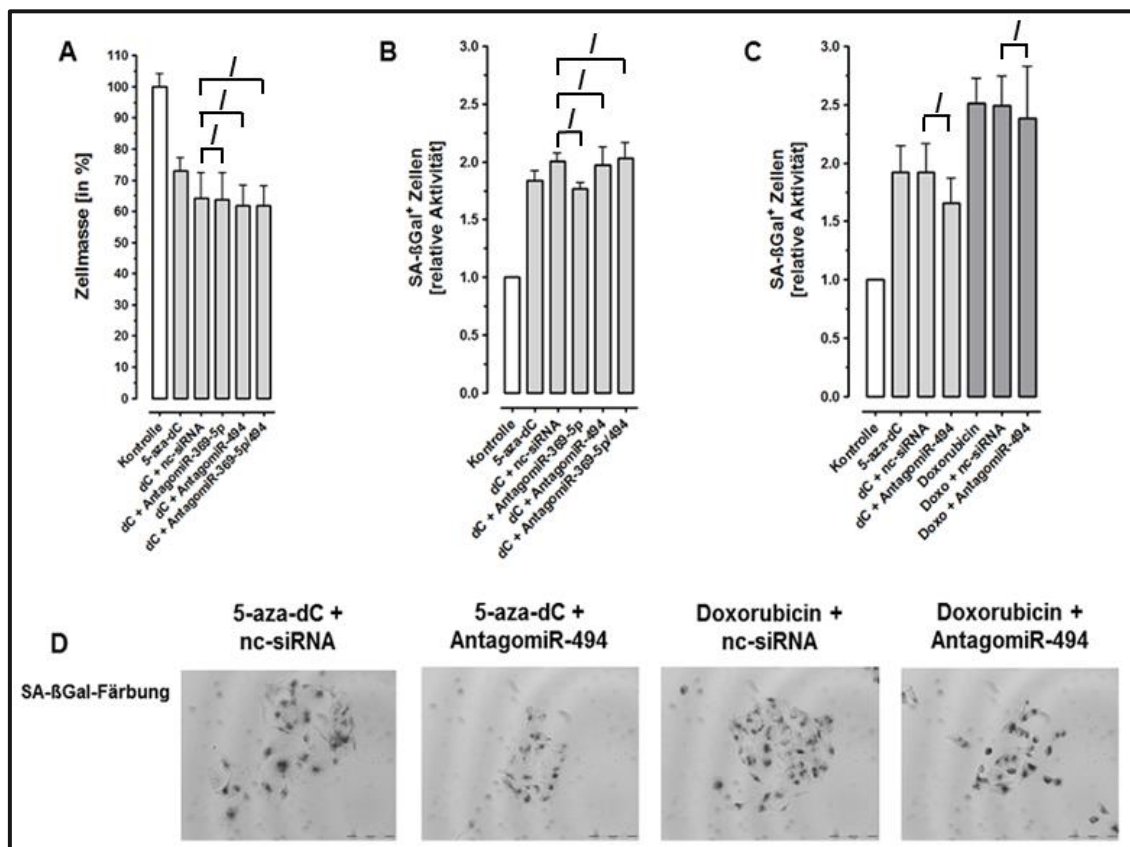 A
Zellmasse [in %]
110
100
90
80
70
60
50
40
30
20
10
0
/
/
/
Kontrolle
5-aza-dC
dC + nc-siRNA
dC + AntagomiR-369-5p
dC + AntagomiR-494
dC + AntagomiR-369-5p/494
B
SA-ßGal⁺ Zellen
[relative Aktivität]
3.0
2.5
2.0
1.5
1.0
0.5
0.0
/
/
/
Kontrolle
5-aza-dC
dC + nc-siRNA
dC + AntagomiR-369-5p
dC + AntagomiR-494
dC + AntagomiR-369-5p/494
C
SA-ßGal⁺ Zellen
[relative Aktivität]
3.0
2.5
2.0
1.5
1.0
0.5
0.0
/
/
Kontrolle
5-aza-dC
dC + nc-siRNA
dC + AntagomiR-494
Doxorubicin
Doxo + nc-siRNA
Doxo + AntagomiR-494
D
5-aza-dC +
nc-siRNA
5-aza-dC +
AntagomiR-494
Doxorubicin +
nc-siRNA
Doxorubicin +
AntagomiR-494
SA-ßGal-Färbung